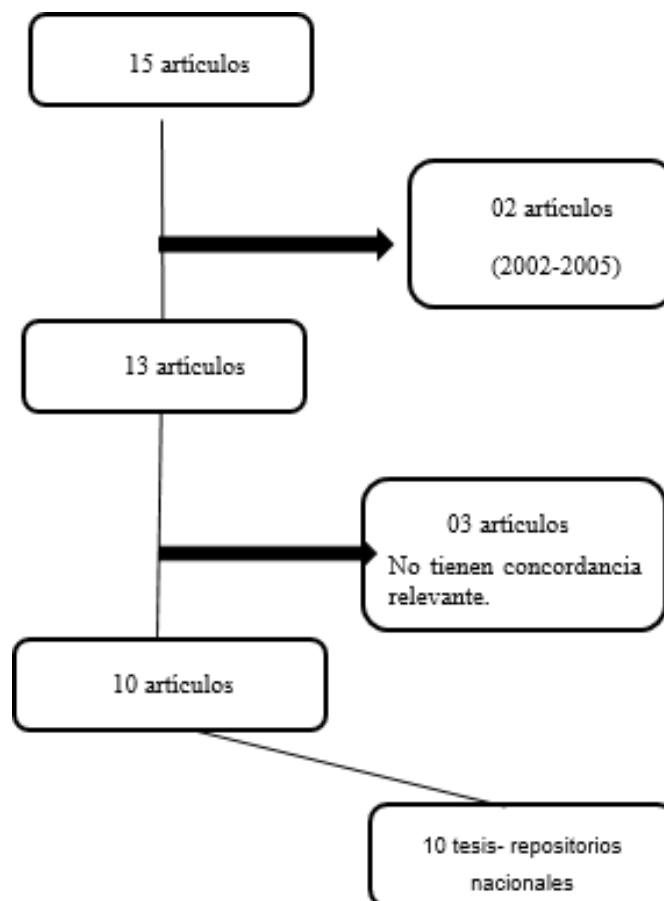 15 artículos
02 artículos
(2002-2005)
13 artículos
03 artículos
No tienen concordancia
relevante.
10 artículos
10 tesis- repositorios
nacionales